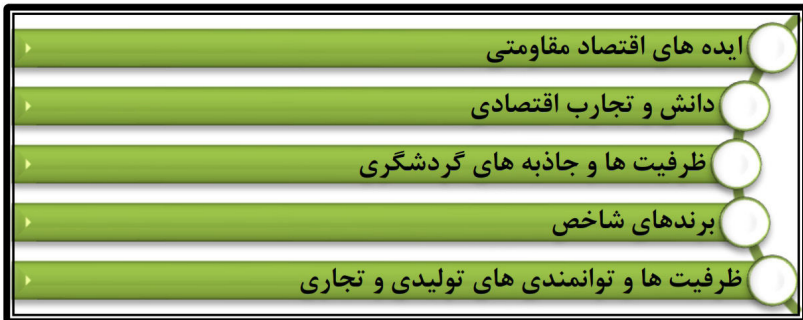 ایده های اقتصاد مقاومتی
دانش و تجارب اقتصادی
ظرفیت ها و جاذبه های گردشگری
برندهای شاخص
ظرفیت ها و توانمندی های تولیدی و تجاری